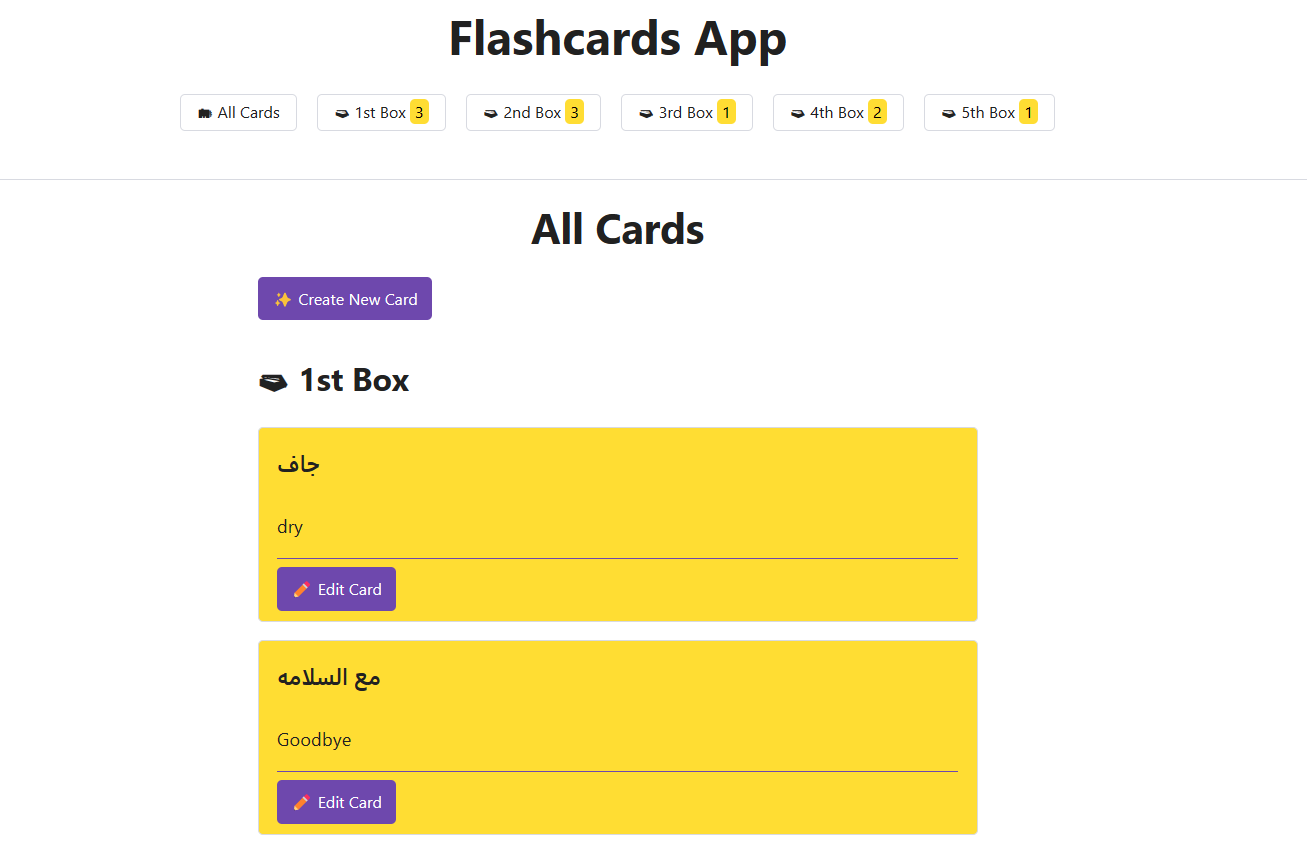 Flashcards App
All Cards
1st Box 3
2nd Box 3
3rd Box 1
4th Box 2
5th Box 1
All Cards
Create New Card
1st Box
جاف
dry
Edit Card
مع السلامه
Goodbye
Edit Card